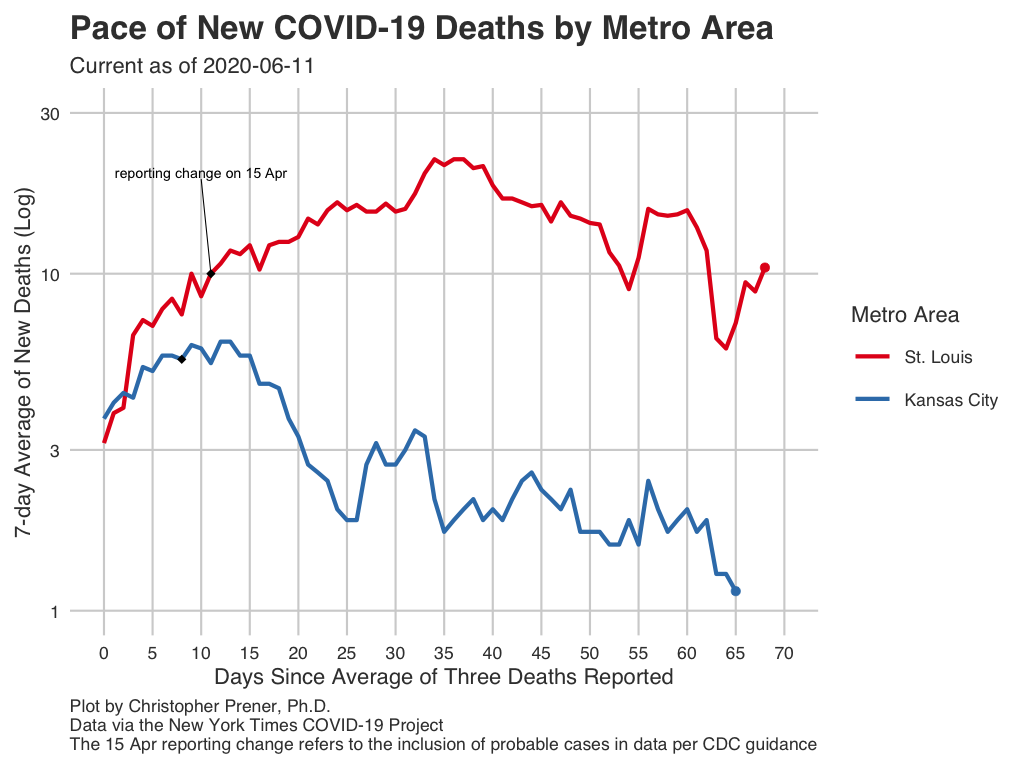 Pace of New COVID-19 Deaths by Metro Area
Current as of 2020-06-11
7-day Average of New Deaths (Log)
30
10
3
1
reporting change on 15 Apr
Metro Area
St. Louis
Kansas City
0 5 10 15 20 25 30 35 40 45 50 55 60 65 70
Days Since Average of Three Deaths Reported
Plot by Christopher Prener, Ph.D.
Data via the New York Times COVID-19 Project
The 15 Apr reporting change refers to the inclusion of probable cases in data per CDC guidance